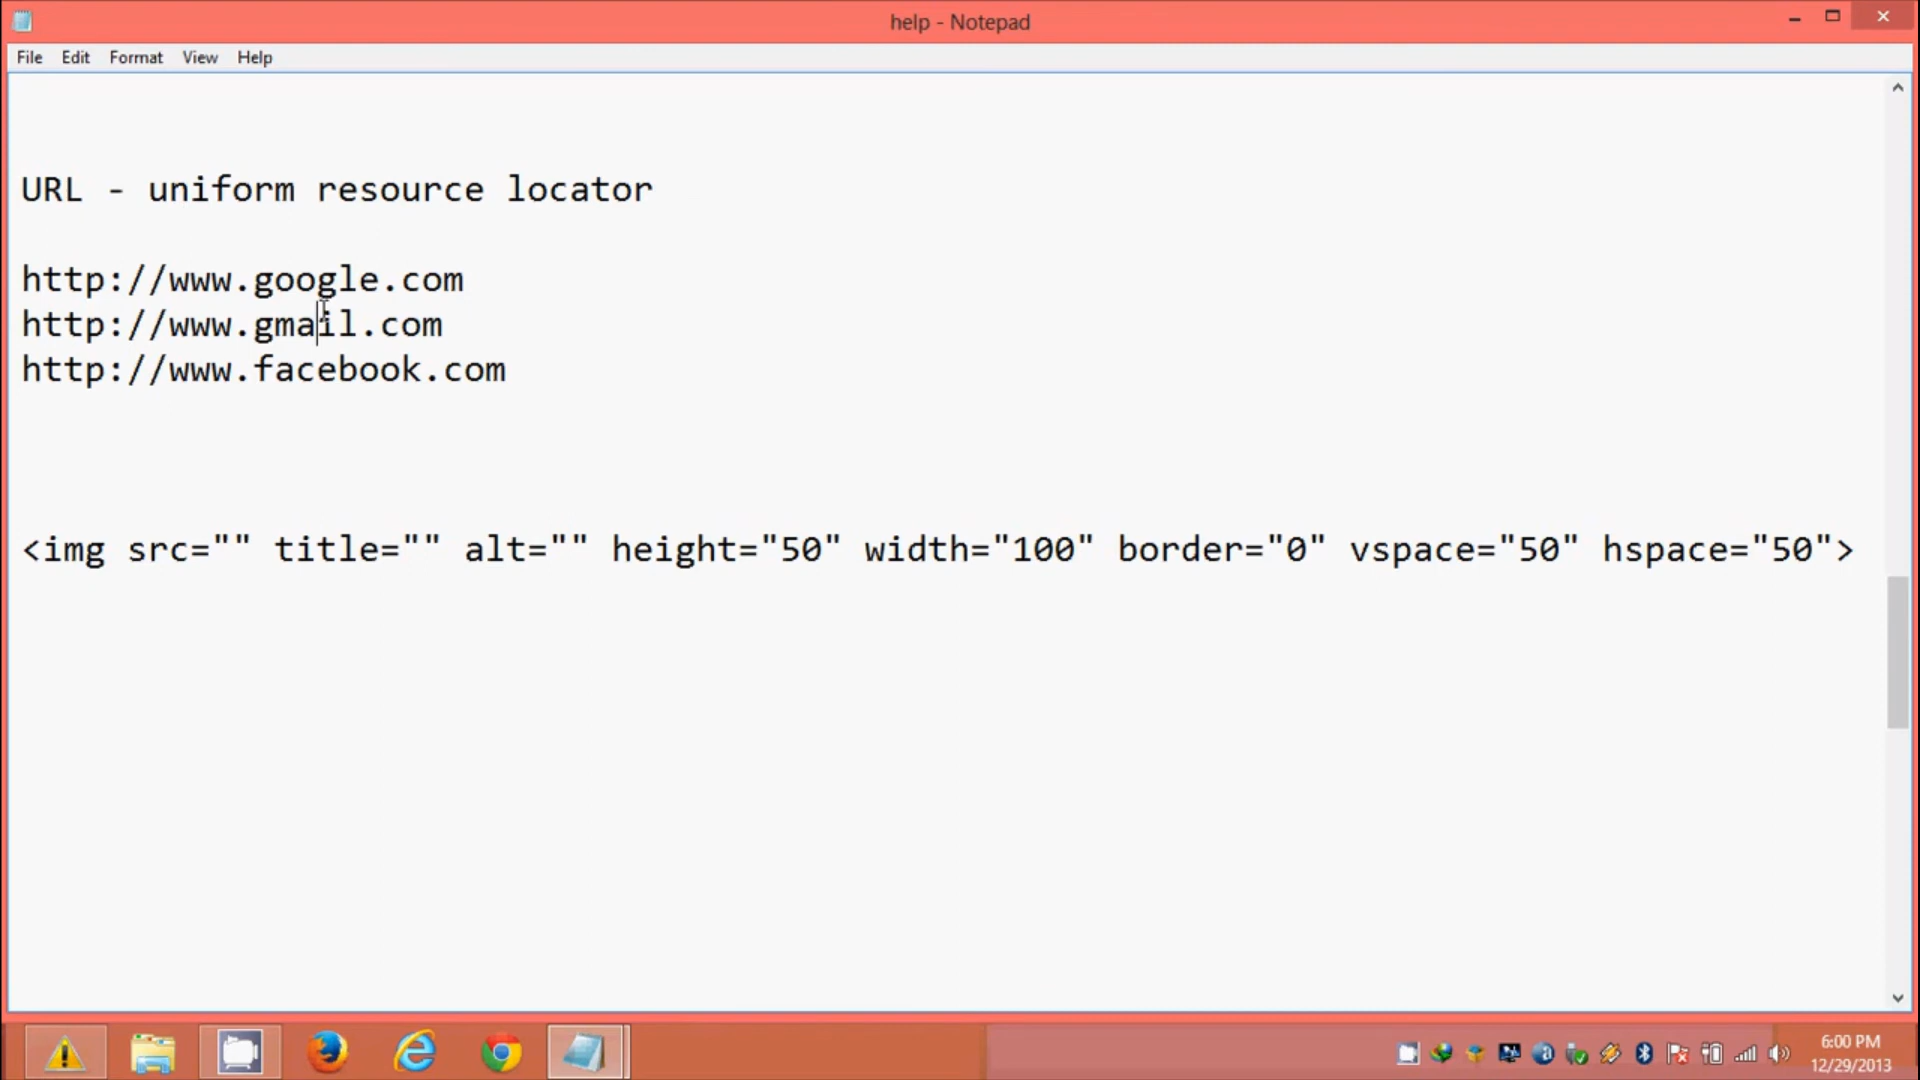 help - Notepad
File Edit Format View Help
URL - uniform resource locator
http://www.google.com
http://www.gmail.com
http://www.facebook.com
<img src="" title="" alt="" height="50" width="100" border="0" vspace="50" hspace="50">
6:00 PM
12/29/2013